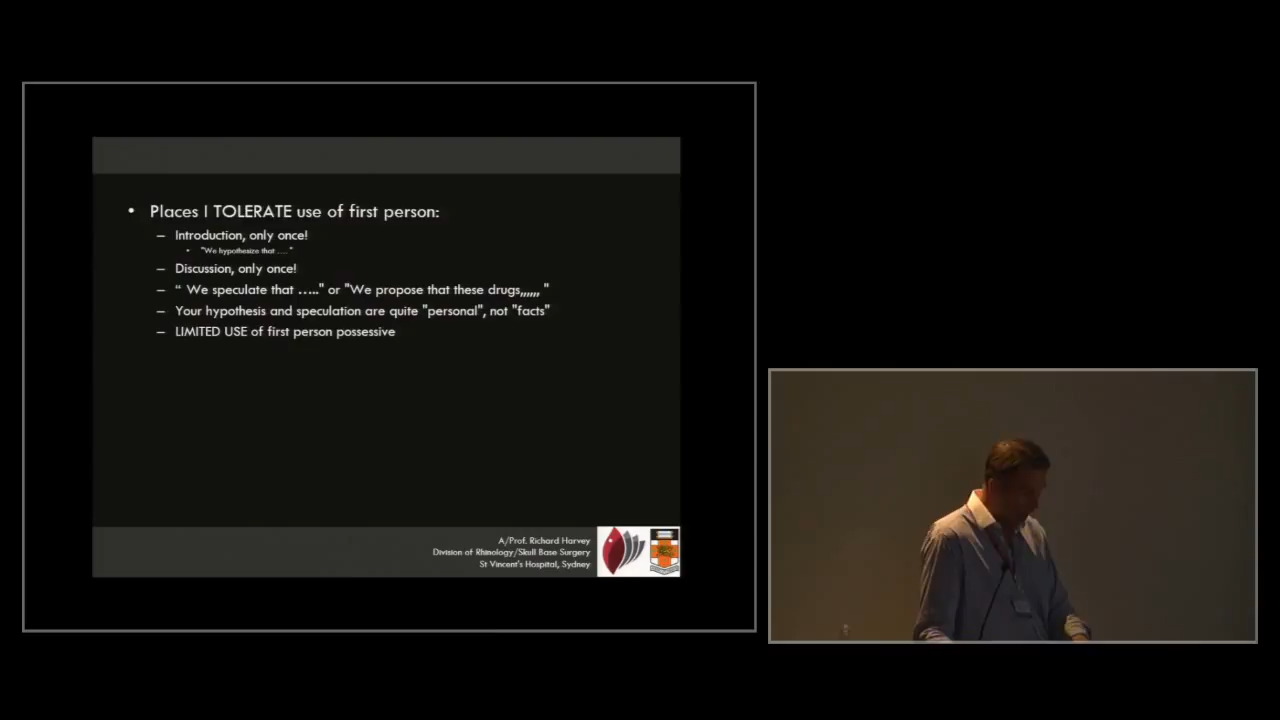 • Places I TOLERATE use of first person:
– Introduction, only once!
• "We hypothesize that ..... "
– Discussion, only once!
– “ We speculate that ….." or "We propose that these drugs,,,,,, "
– Your hypothesis and speculation are quite "personal", not "facts"
– LIMITED USE of first person possessive
A/Prof. Richard Harvey
Division of Rhinology/Skull Base Surgery
St Vincent's Hospital, Sydney